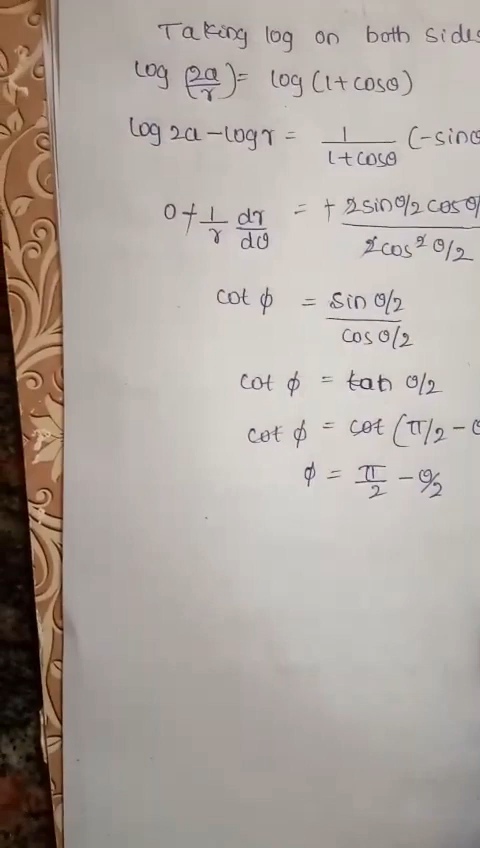 Taking log on both sides
log (2a/r) = log (1+cosθ)
log 2a - log r = 1/(1+cosθ) (-sinθ
0 + 1/r dr/dθ = + 2sinθ/2 cosθ/ / 2cos² θ/2
cot φ = sin θ/2 / cos θ/2
cot φ = tan θ/2
cot φ = cot (π/2 - θ
φ = π/2 - θ/2